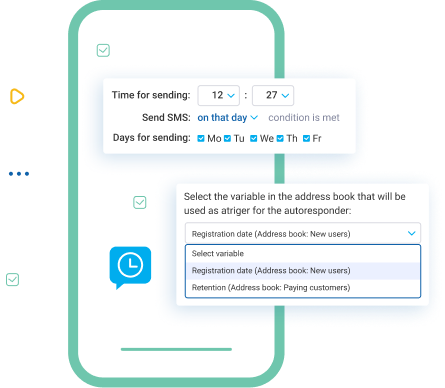 Time for sending: 12 : 27
Send SMS: on that day condition is met
Days for sending: Mo Tu We Th Fr
Select the variable in the address book that will be
used as atriger for the autoresponder:
Registration date (Address book: New users)
Select variable
Registration date (Address book: New users)
Retention (Address book: Paying customers)